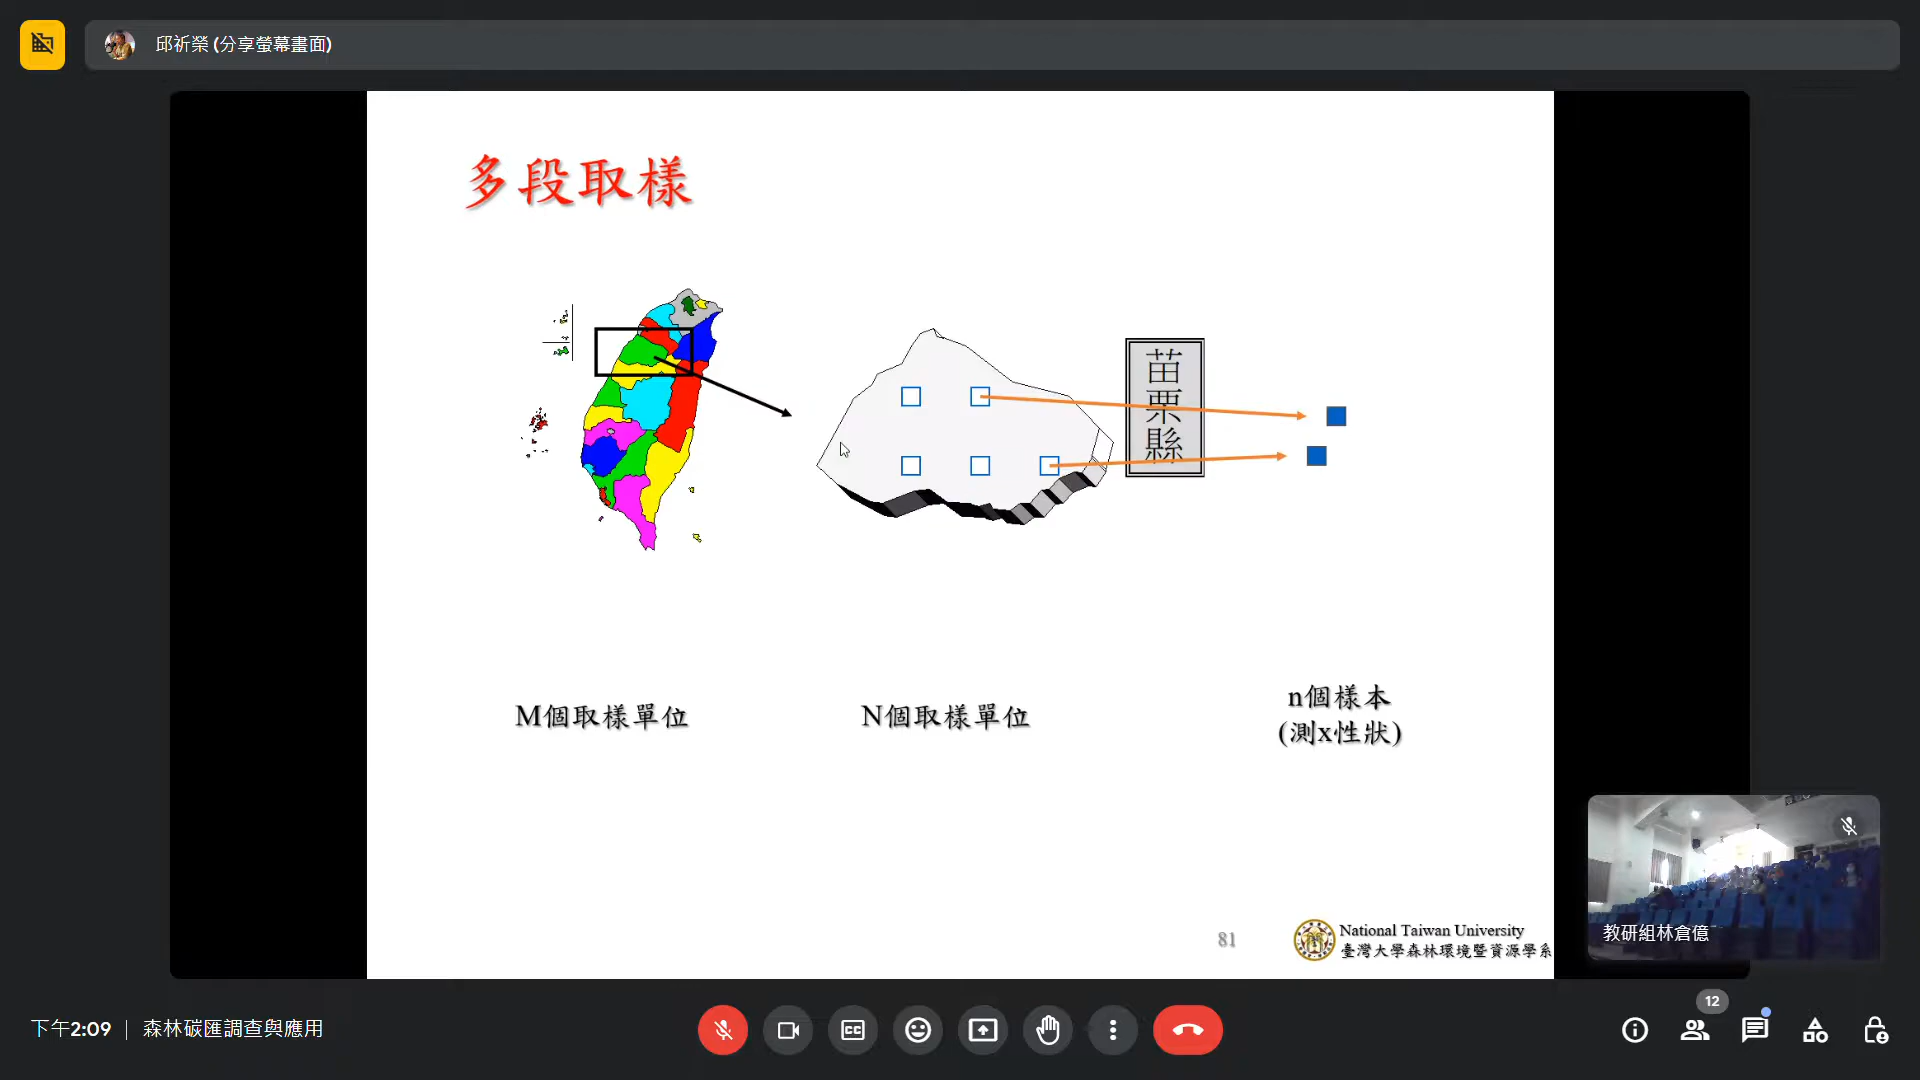 邱祈榮 (分享螢幕畫面)
多段取樣
苗栗縣
M個取樣單位
N個取樣單位
n個樣本
(測x性狀)
81
National Taiwan University
臺灣大學森林環境暨資源學系
教研組林倉億
下午2:09 | 森林碳匯調查與應用
CC
12